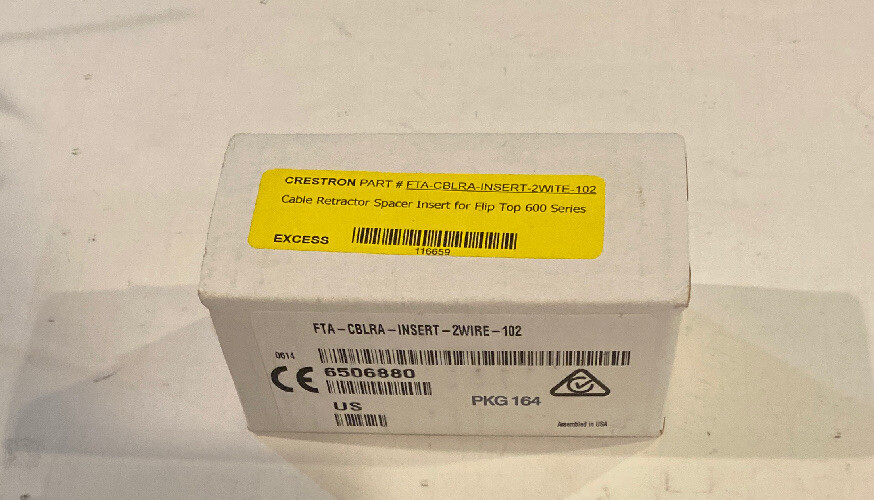 CRESTRON PART # FTA-CBLRA-INSERT-2WITE-102
Cable Retractor Spacer Insert for Flip Top 600 Series
EXCESS
116659
FTA-CBLRA-INSERT-2WIRE-102
0614
CE 6506880
US
PKG 164
Assembled in USA